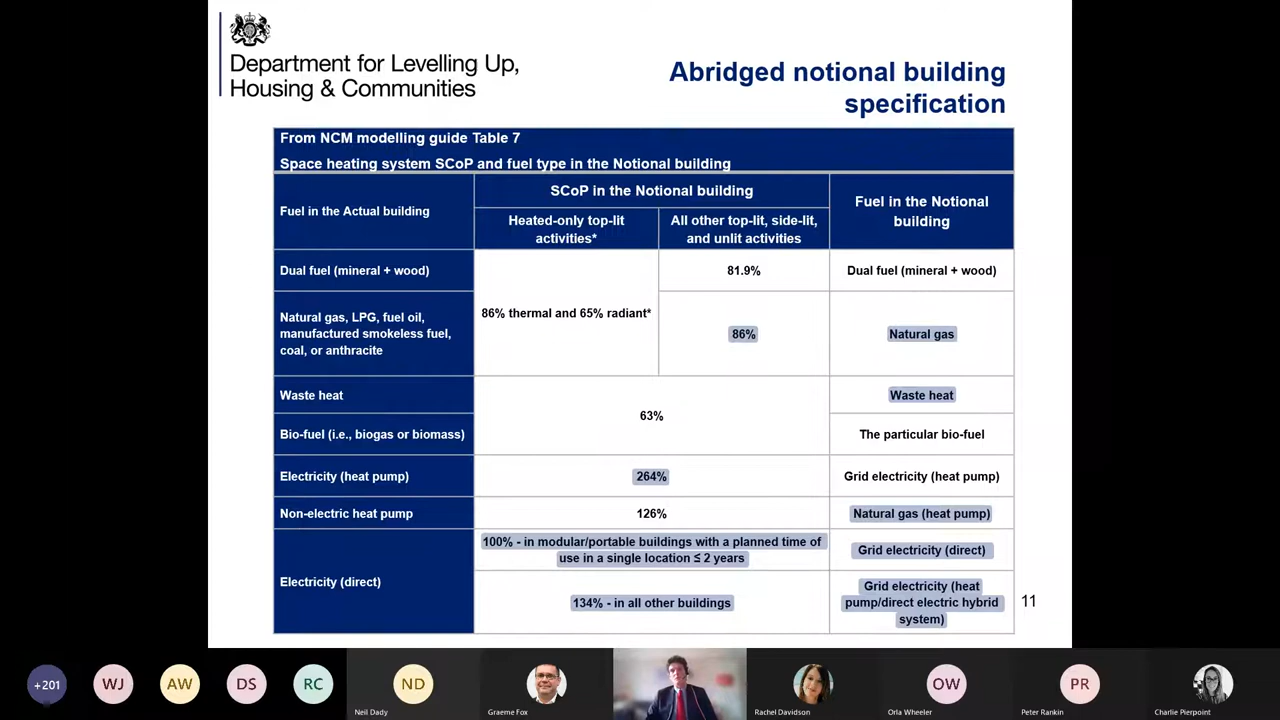 Department for Levelling Up,
Housing & Communities
Abridged notional building
specification
From NCM modelling guide Table 7
Space heating system SCoP and fuel type in the Notional building
Fuel in the Actual building
SCoP in the Notional building
Fuel in the Notional
building
Heated-only top-lit
activities*
All other top-lit, side-lit,
and unlit activities
Dual fuel (mineral + wood)
86% thermal and 65% radiant*
81.9%
Dual fuel (mineral + wood)
Natural gas, LPG, fuel oil,
manufactured smokeless fuel,
coal, or anthracite
86%
Natural gas
Waste heat
63%
Waste heat
Bio-fuel (i.e., biogas or biomass)
The particular bio-fuel
Electricity (heat pump)
264%
Grid electricity (heat pump)
Non-electric heat pump
126%
Natural gas (heat pump)
Electricity (direct)
100% - in modular/portable buildings with a planned time of
use in a single location ≤ 2 years
Grid electricity (direct)
134% - in all other buildings
Grid electricity (heat
pump/direct electric hybrid
system)
11
+201
WJ
AW
DS
RC
ND
Neil Dady
Graeme Fox
Rachel Davidson
OW
Orla Wheeler
PR
Peter Rankin
Charlie Pierpoint